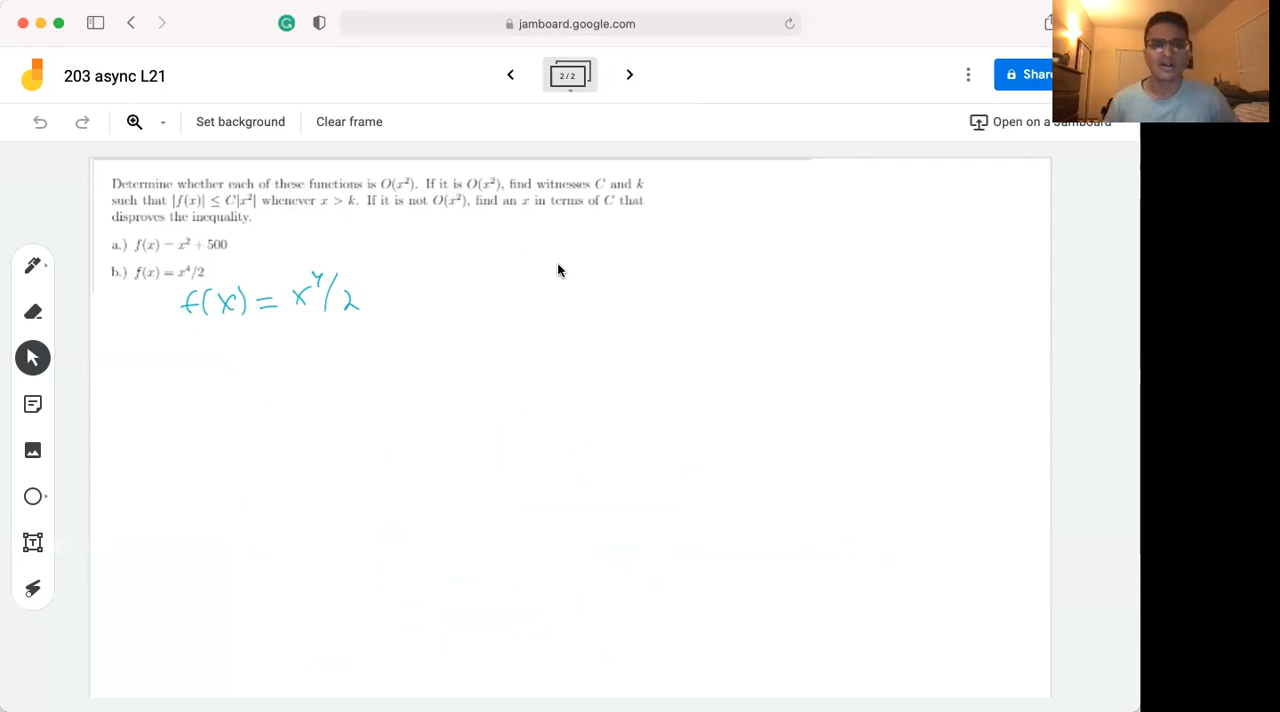 jamboard.google.com
203 async L21
2/2
Share
Set background
Clear frame
Open on a Jamboard
Determine whether each of these functions is O(x²). If it is O(x²), find witnesses C and k
such that |f(x)| ≤ C|x²| whenever x > k. If it is not O(x²), find an x in terms of C that
disproves the inequality.
a.) f(x) = x² + 500
b.) f(x) = x⁴/2
f(x) = x⁴/2